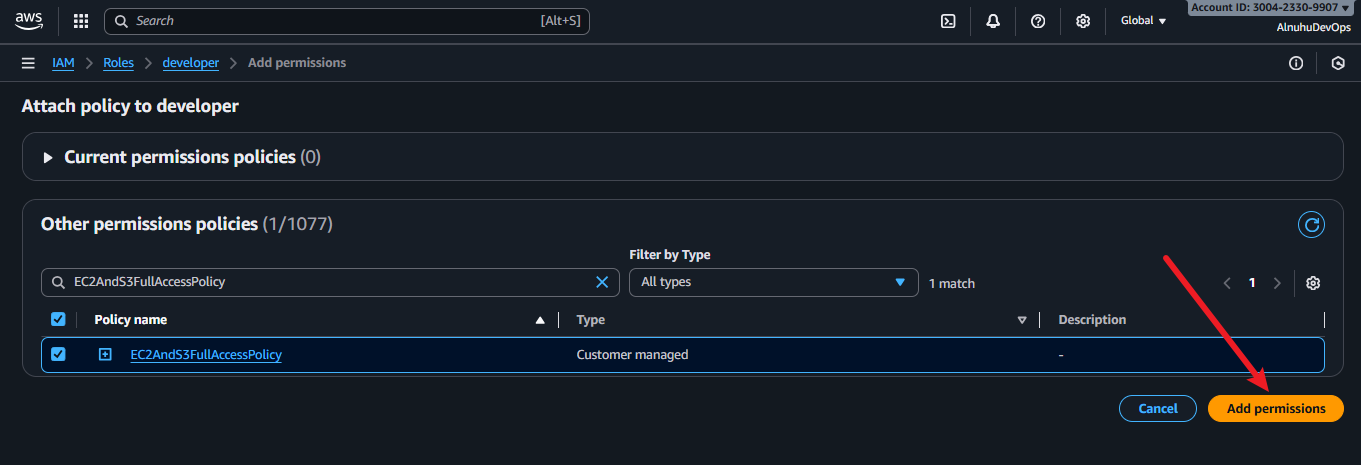 aws
Search
[Alt+S]
Global
Account ID: 3004-2330-9907
AlnuhuDevOps
IAM
Roles
developer
Add permissions
Attach policy to developer
Current permissions policies (0)
Other permissions policies (1/1077)
Filter by Type
EC2AndS3FullAccessPolicy
All types
1 match
1
Policy name
Type
Description
EC2AndS3FullAccessPolicy
Customer managed
-
Cancel
Add permissions